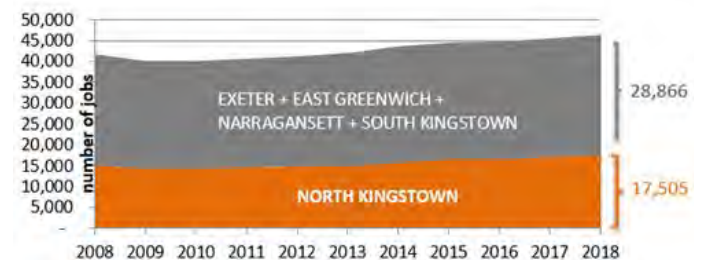 50,000
45,000
40,000
35,000
30,000
25,000
20,000
15,000
10,000
5,000
-
number of jobs
EXETER + EAST GREENWICH +
NARRAGANSETT + SOUTH KINGSTOWN
28,866
NORTH KINGSTOWN
17,505
2008 2009 2010 2011 2012 2013 2014 2015 2016 2017 2018